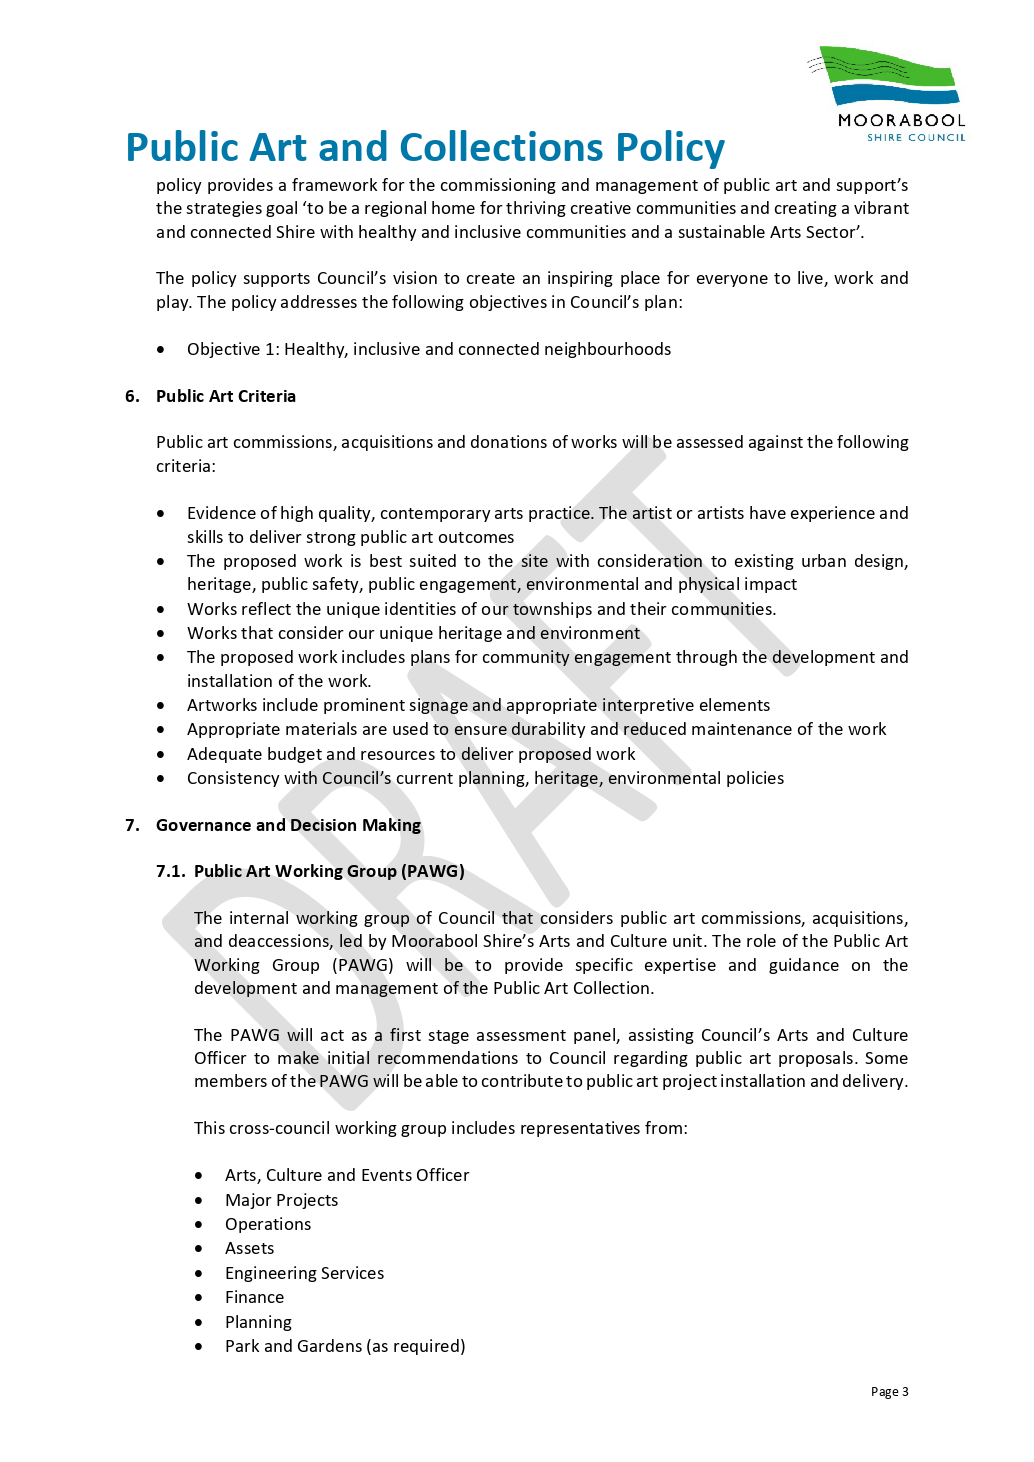 MOORABOOL
SHIRE COUNCIL
Public Art and Collections Policy
policy provides a framework for the commissioning and management of public art and support’s
the strategies goal ‘to be a regional home for thriving creative communities and creating a vibrant
and connected Shire with healthy and inclusive communities and a sustainable Arts Sector’.
The policy supports Council’s vision to create an inspiring place for everyone to live, work and
play. The policy addresses the following objectives in Council’s plan:
• Objective 1: Healthy, inclusive and connected neighbourhoods
6. Public Art Criteria
Public art commissions, acquisitions and donations of works will be assessed against the following
criteria:
• Evidence of high quality, contemporary arts practice. The artist or artists have experience and
skills to deliver strong public art outcomes
• The proposed work is best suited to the site with consideration to existing urban design,
heritage, public safety, public engagement, environmental and physical impact
• Works reflect the unique identities of our townships and their communities.
• Works that consider our unique heritage and environment
• The proposed work includes plans for community engagement through the development and
installation of the work.
• Artworks include prominent signage and appropriate interpretive elements
• Appropriate materials are used to ensure durability and reduced maintenance of the work
• Adequate budget and resources to deliver proposed work
• Consistency with Council’s current planning, heritage, environmental policies
7. Governance and Decision Making
7.1. Public Art Working Group (PAWG)
The internal working group of Council that considers public art commissions, acquisitions,
and deaccessions, led by Moorabool Shire’s Arts and Culture unit. The role of the Public Art
Working Group (PAWG) will be to provide specific expertise and guidance on the
development and management of the Public Art Collection.
The PAWG will act as a first stage assessment panel, assisting Council’s Arts and Culture
Officer to make initial recommendations to Council regarding public art proposals. Some
members of the PAWG will be able to contribute to public art project installation and delivery.
This cross-council working group includes representatives from:
• Arts, Culture and Events Officer
• Major Projects
• Operations
• Assets
• Engineering Services
• Finance
• Planning
• Park and Gardens (as required)
Page 3
DRAFT